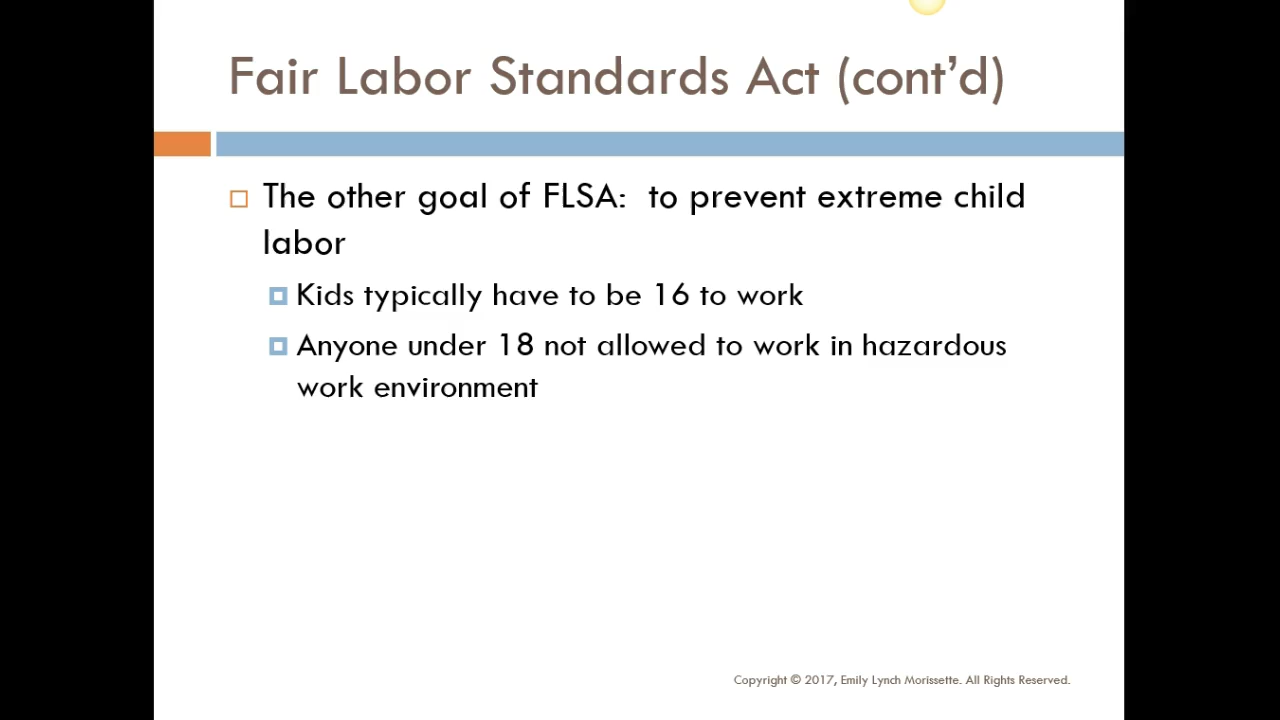 Fair Labor Standards Act (cont’d)
The other goal of FLSA:  to prevent extreme child
labor
Kids typically have to be 16 to work
Anyone under 18 not allowed to work in hazardous
work environment
Copyright © 2017, Emily Lynch Morissette. All Rights Reserved.